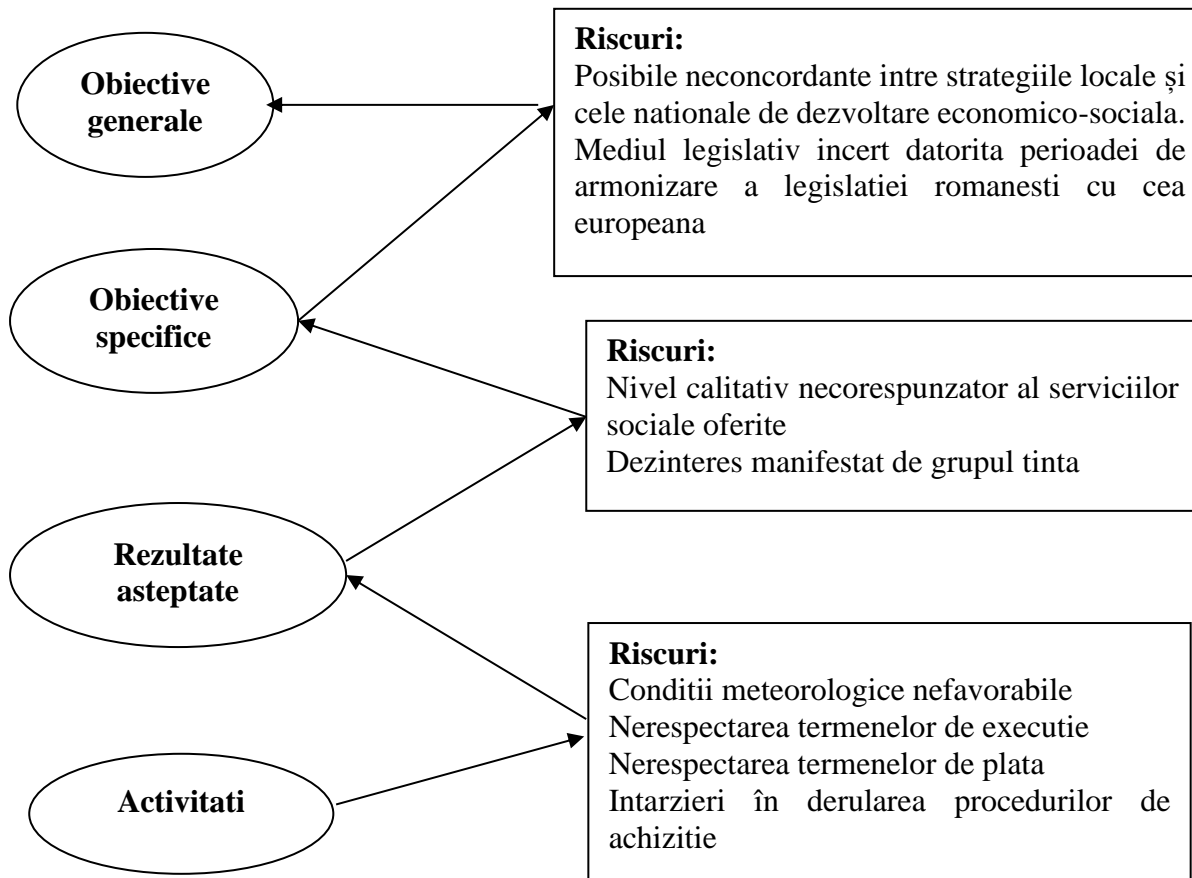 Obiective
generale
Riscuri:
Posibile neconcordante intre strategiile locale și
cele nationale de dezvoltare economico-sociala.
Mediul legislativ incert datorita perioadei de
armonizare a legislatiei romanesti cu cea
europeana
Obiective
specifice
Riscuri:
Nivel calitativ necorespunzator al serviciilor
sociale oferite
Dezinteres manifestat de grupul tinta
Rezultate
asteptate
Riscuri:
Conditii meteorologice nefavorabile
Nerespectarea termenelor de executie
Nerespectarea termenelor de plata
Intarzieri în derularea procedurilor de
achizitie
Activitati